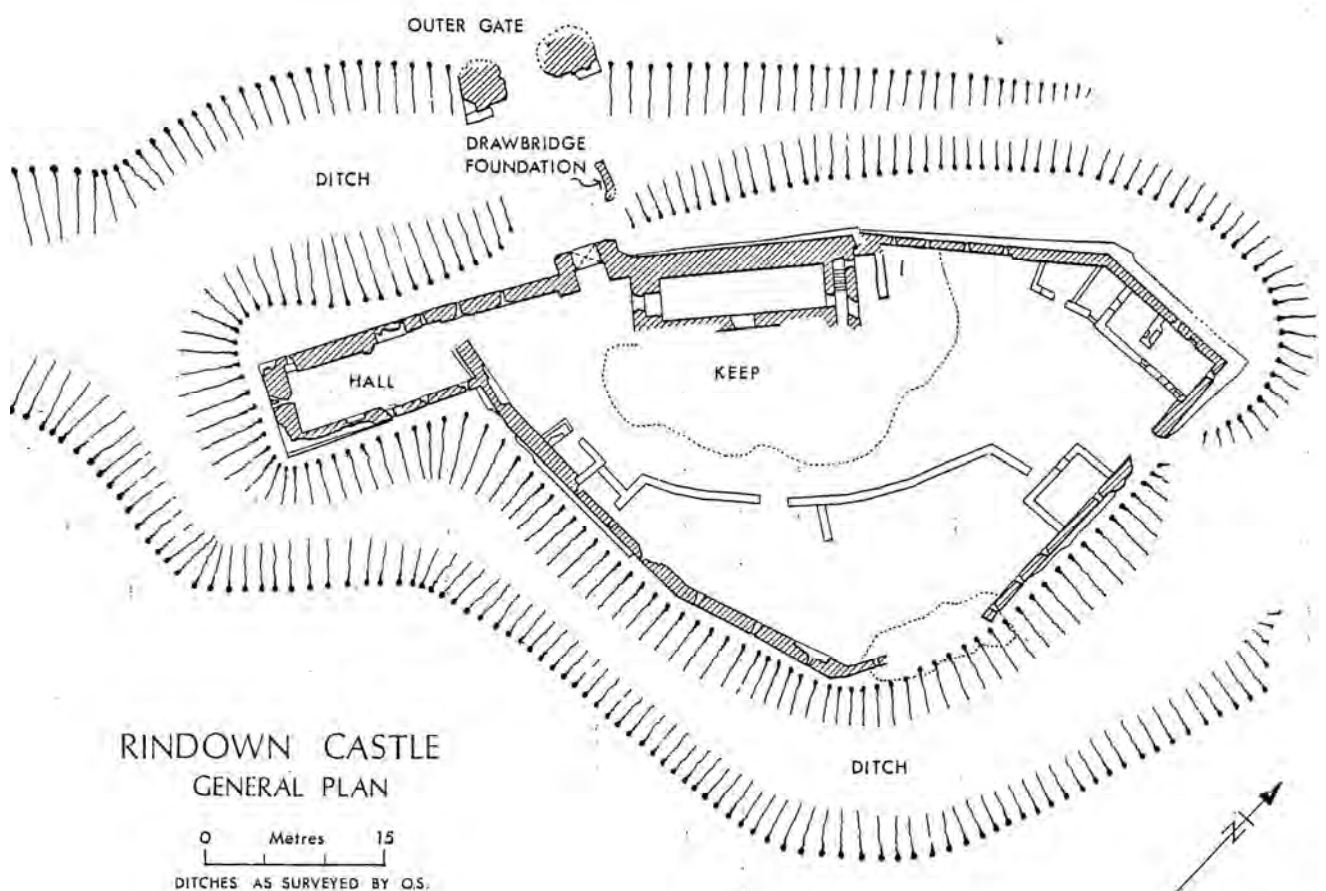 OUTER GATE
DRAWBRIDGE
FOUNDATION
DITCH
HALL
KEEP
RINDOWN CASTLE
GENERAL PLAN
DITCH
0 Metres 15
DITCHES AS SURVEYED BY O.S.
N